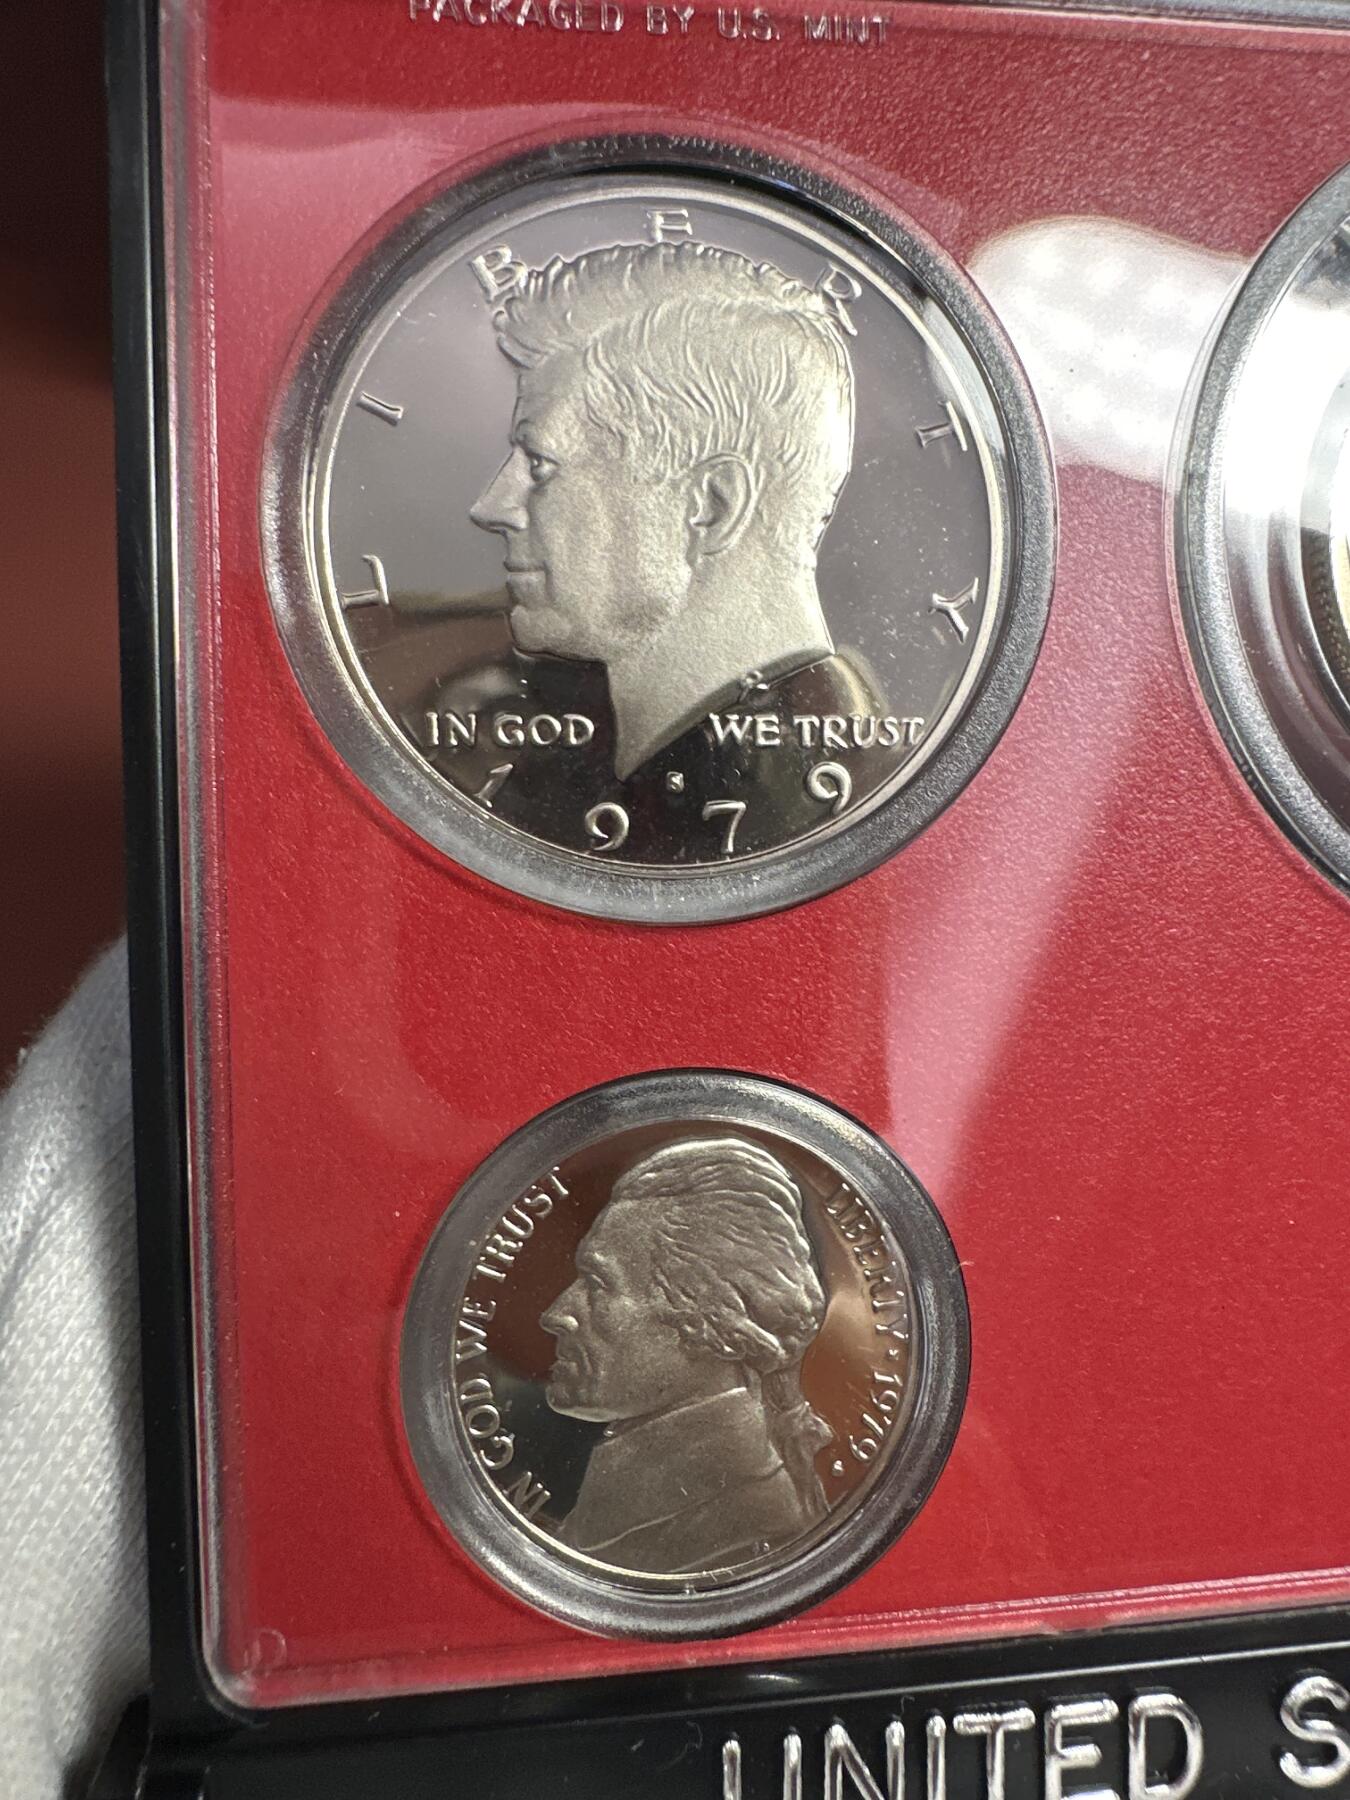 PACKAGED BY U.S. MINT
LIBERTY
IN GOD WE TRUST
S
1979
IN GOD WE TRUST
LIBERTY • 1979
UNITED S